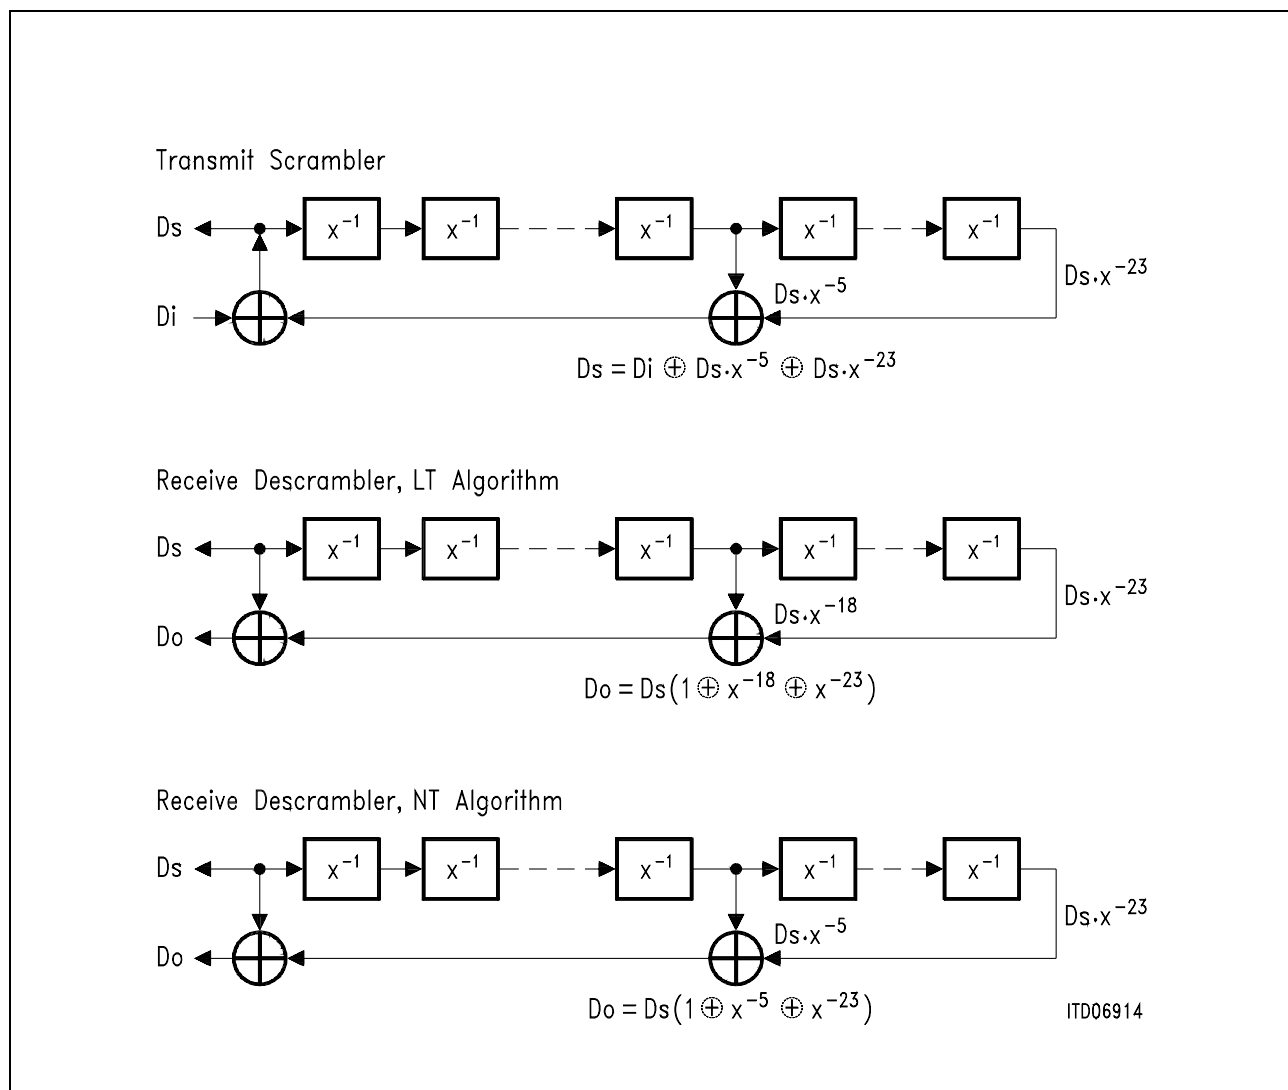 Transmit Scrambler
Ds x⁻¹ x⁻¹ x⁻¹ x⁻¹ x⁻¹
Ds.x⁻²³
Ds.x⁻⁵
Di
Ds = Di ⊕ Ds.x⁻⁵ ⊕ Ds.x⁻²³
Receive Descrambler, LT Algorithm
Ds x⁻¹ x⁻¹ x⁻¹ x⁻¹ x⁻¹
Ds.x⁻²³
Ds.x⁻¹⁸
Do
Do = Ds(1 ⊕ x⁻¹⁸ ⊕ x⁻²³)
Receive Descrambler, NT Algorithm
Ds x⁻¹ x⁻¹ x⁻¹ x⁻¹ x⁻¹
Ds.x⁻²³
Ds.x⁻⁵
Do
Do = Ds(1 ⊕ x⁻⁵ ⊕ x⁻²³)
ITD06914